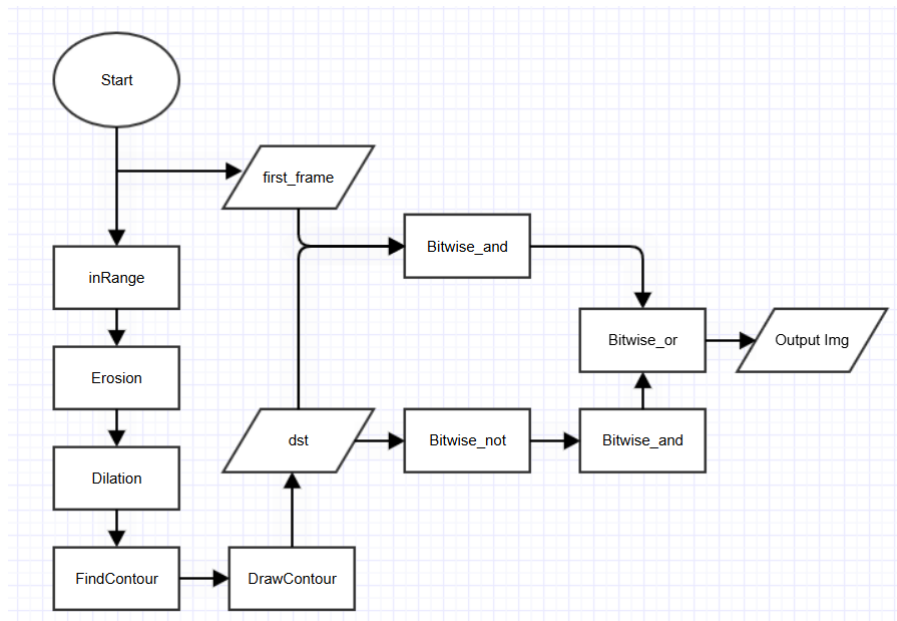 Start
first_frame
Bitwise_and
inRange
Bitwise_or
Output Img
Erosion
dst
Bitwise_not
Bitwise_and
Dilation
FindContour
DrawContour